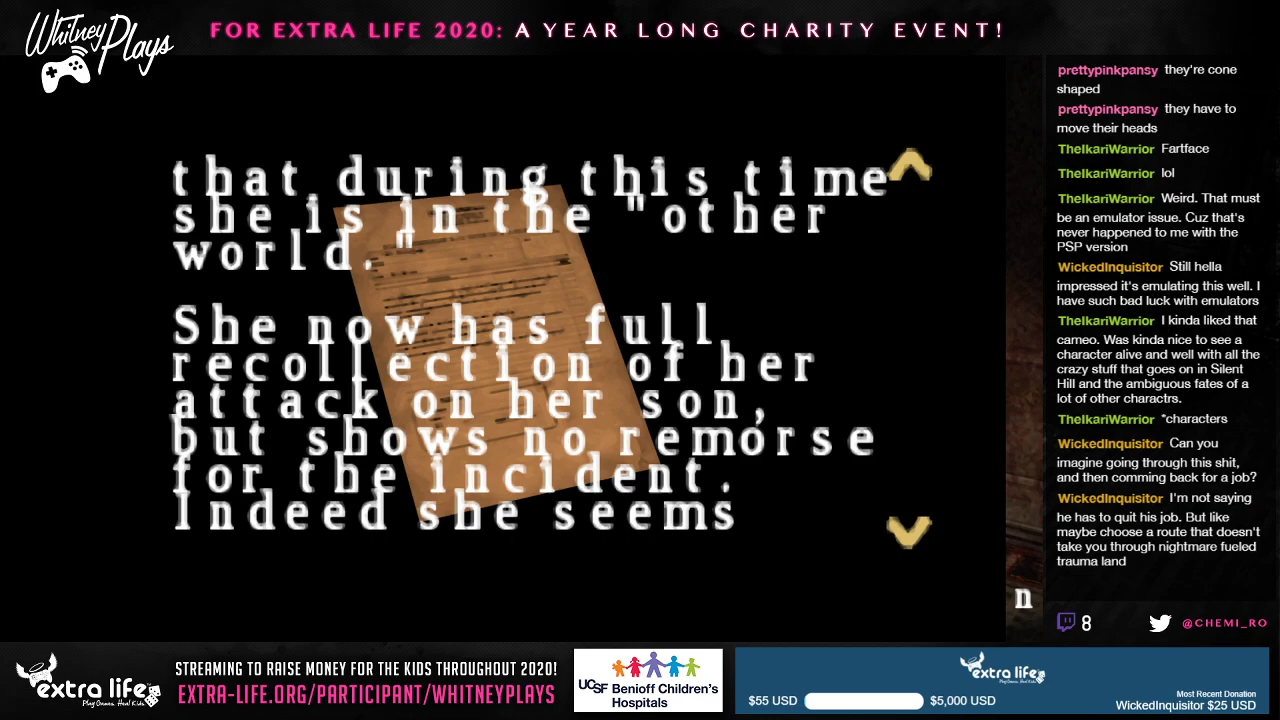 Whitney Plays
FOR EXTRA LIFE 2020: A YEAR LONG CHARITY EVENT!
that during this time
she is in the "other
world."
She now has full
recollection of her
attack on her son,
but shows no remorse
for the incident.
Indeed she seems
n
prettypinkpansy they're cone
shaped
prettypinkpansy they have to
move their heads
TheIkariWarrior Fartface
TheIkariWarrior lol
TheIkariWarrior Weird. That must
be an emulator issue. Cuz that's
never happened to me with the
PSP version
WickedInquisitor Still hella
impressed it's emulating this well. I
have such bad luck with emulators
TheIkariWarrior I kinda liked that
cameo. Was kinda nice to see a
character alive and well with all the
crazy stuff that goes on in Silent
Hill and the ambiguous fates of a
lot of other charactrs.
TheIkariWarrior *characters
WickedInquisitor Can you
imagine going through this shit,
and then comming back for a job?
WickedInquisitor I'm not saying
he has to quit his job. But like
maybe choose a route that doesn't
take you through nightmare fueled
trauma land
8 @CHEMI_RO
extra life
Play Games. Heal Kids.
STREAMING TO RAISE MONEY FOR THE KIDS THROUGHOUT 2020!
EXTRA-LIFE.ORG/PARTICIPANT/WHITNEYPLAYS
UCSF Benioff Children's
Hospitals
extra life
Play Games. Heal Kids.
$55 USD $5,000 USD
Most Recent Donation
WickedInquisitor $25 USD